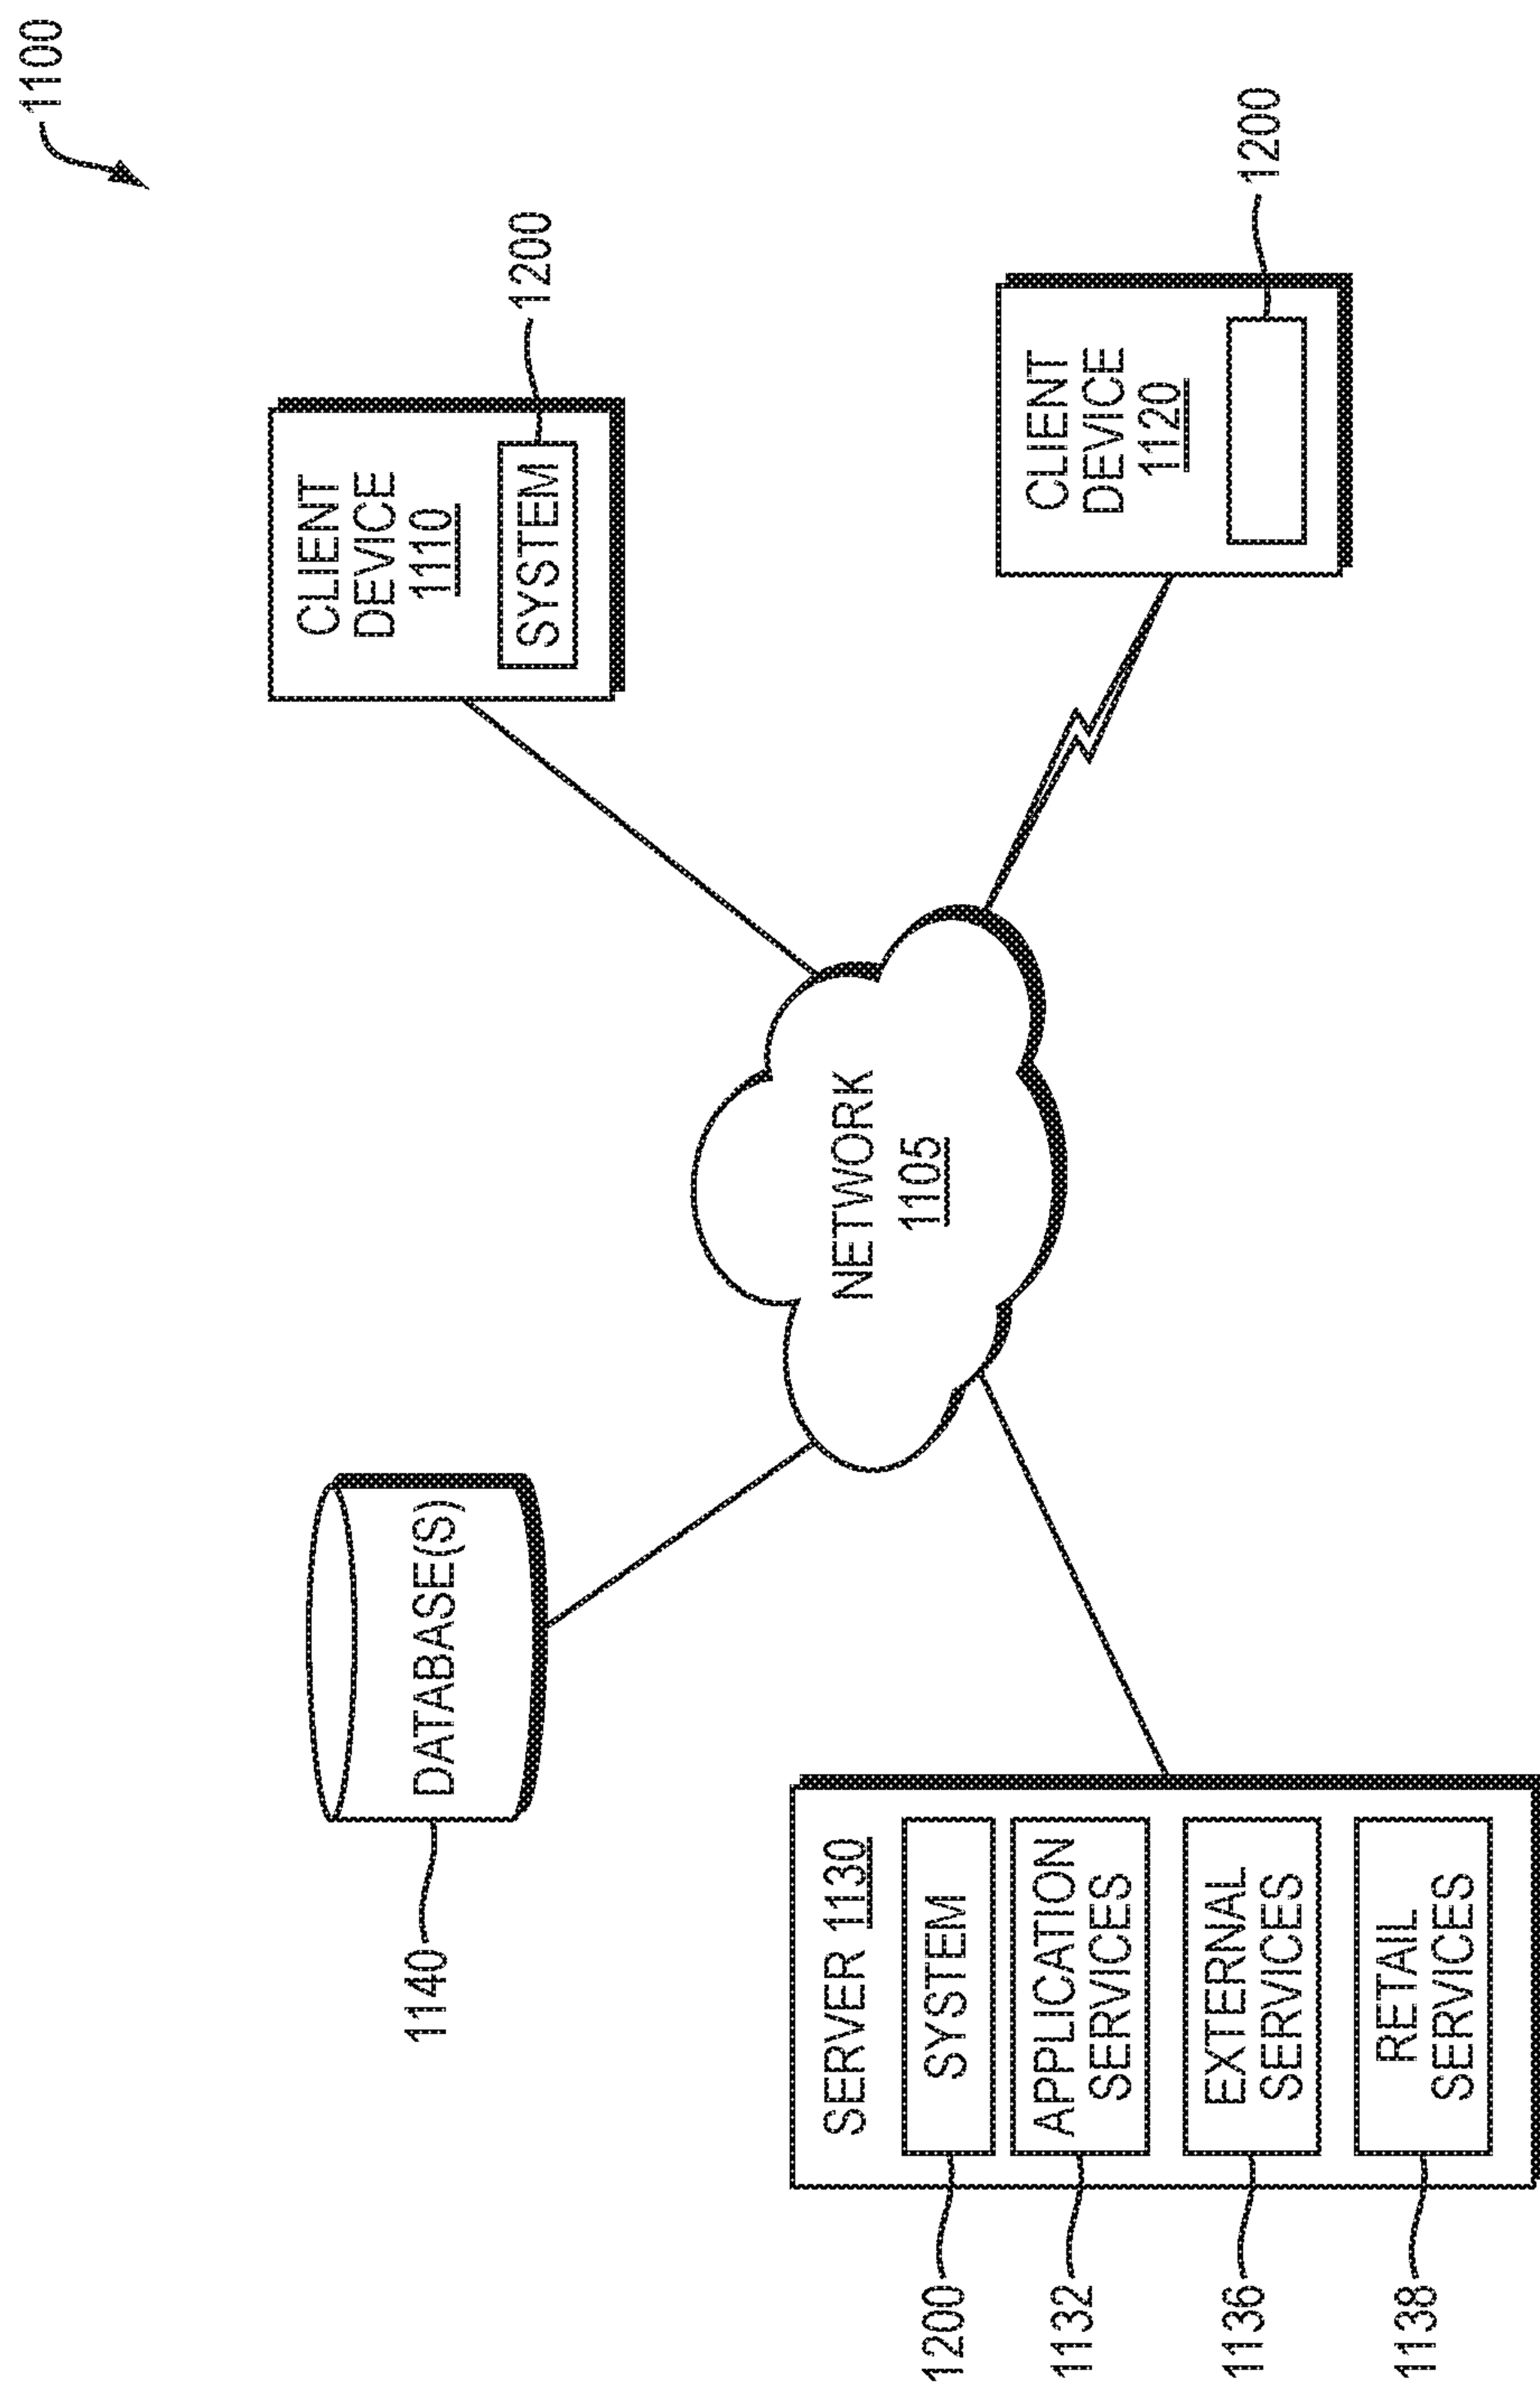 1100
DATABASE(S)
1140
CLIENT
DEVICE
1110
SYSTEM
1200
NETWORK
1105
SERVER 1130
SYSTEM
APPLICATION
SERVICES
EXTERNAL
SERVICES
RETAIL
SERVICES
1200
1132
1136
1138
CLIENT
DEVICE
1120
1200